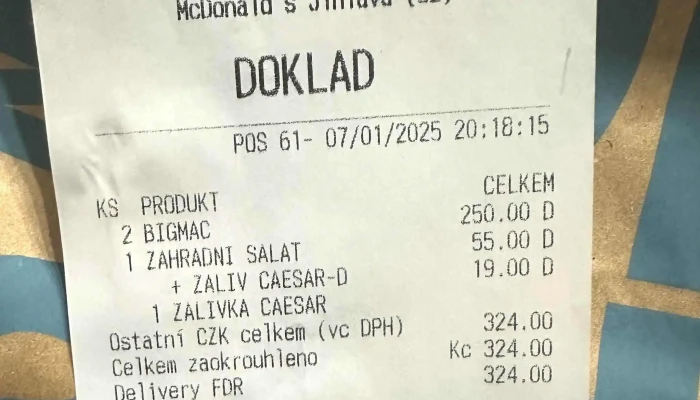 McDonald's Jihlava
DOKLAD
POS 61- 07/01/2025 20:18:15
KS PRODUKT CELKEM
2 BIGMAC 250.00 D
1 ZAHRADNI SALAT 55.00 D
+ ZALIV CAESAR-D 19.00 D
1 ZALIVKA CAESAR
Ostatní CZK celkem (vc DPH) 324.00
Celkem zaokrouhleno Kc 324.00
Delivery FDR 324.00